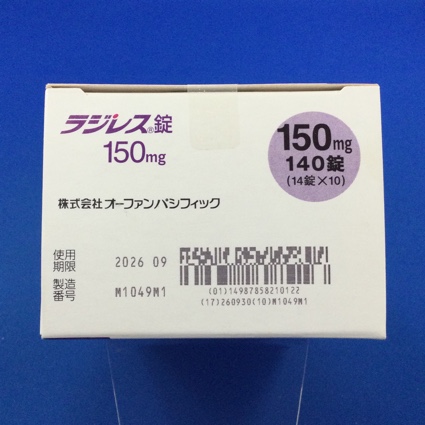 ラジレス®錠
150mg
150mg
140錠
(14錠×10)
株式会社 オーファンパシフィック
使用期限 2026 09
製造番号 M1049M1
(01)14987858210122
(17)260930(10)M1049M1